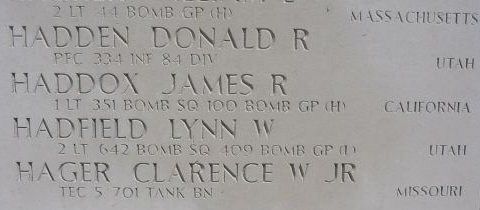 2 LT 44 BOMB GP (H) MASSACHUSETTS
HADDEN DONALD R
PFC 334 INF 84 DIV UTAH
HADDOX JAMES R
1 LT 351 BOMB SQ 100 BOMB GP (H) CALIFORNIA
HADFIELD LYNN W
2 LT 642 BOMB SQ 409 BOMB GP (L) UTAH
HAGER CLARENCE W JR
TEC 5 701 TANK BN MISSOURI